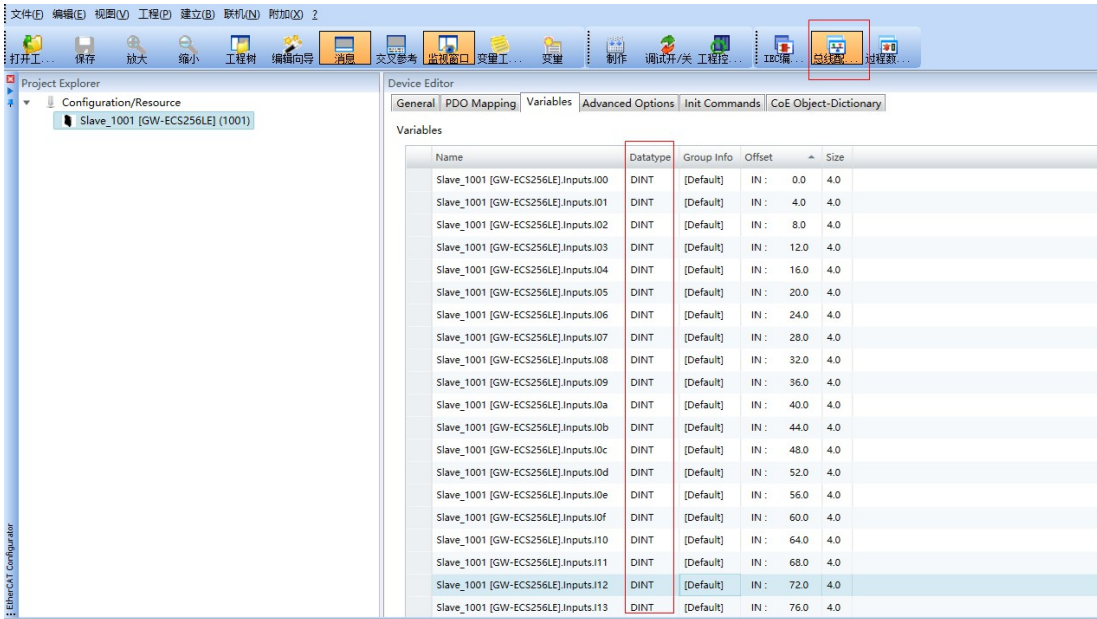 文件(F) 编辑(E) 视图(V) 工程(P) 建立(B) 联机(N) 附加(X) ?
打开工... 保存 放大 缩小 工程树 编辑向导 消息 交叉参考 监视窗口 变量工... 变量 制作 调试开/关 工程控... IEC编... 总线配... 过程数...
Project Explorer
Configuration/Resource
Slave_1001 [GW-ECS256LE] (1001)
EtherCAT Configurator
Device Editor
General PDO Mapping Variables Advanced Options Init Commands CoE Object-Dictionary
Variables
Name Datatype Group Info Offset Size
Slave_1001 [GW-ECS256LE].Inputs.I00 DINT [Default] IN : 0.0 4.0
Slave_1001 [GW-ECS256LE].Inputs.I01 DINT [Default] IN : 4.0 4.0
Slave_1001 [GW-ECS256LE].Inputs.I02 DINT [Default] IN : 8.0 4.0
Slave_1001 [GW-ECS256LE].Inputs.I03 DINT [Default] IN : 12.0 4.0
Slave_1001 [GW-ECS256LE].Inputs.I04 DINT [Default] IN : 16.0 4.0
Slave_1001 [GW-ECS256LE].Inputs.I05 DINT [Default] IN : 20.0 4.0
Slave_1001 [GW-ECS256LE].Inputs.I06 DINT [Default] IN : 24.0 4.0
Slave_1001 [GW-ECS256LE].Inputs.I07 DINT [Default] IN : 28.0 4.0
Slave_1001 [GW-ECS256LE].Inputs.I08 DINT [Default] IN : 32.0 4.0
Slave_1001 [GW-ECS256LE].Inputs.I09 DINT [Default] IN : 36.0 4.0
Slave_1001 [GW-ECS256LE].Inputs.I0a DINT [Default] IN : 40.0 4.0
Slave_1001 [GW-ECS256LE].Inputs.I0b DINT [Default] IN : 44.0 4.0
Slave_1001 [GW-ECS256LE].Inputs.I0c DINT [Default] IN : 48.0 4.0
Slave_1001 [GW-ECS256LE].Inputs.I0d DINT [Default] IN : 52.0 4.0
Slave_1001 [GW-ECS256LE].Inputs.I0e DINT [Default] IN : 56.0 4.0
Slave_1001 [GW-ECS256LE].Inputs.I0f DINT [Default] IN : 60.0 4.0
Slave_1001 [GW-ECS256LE].Inputs.I10 DINT [Default] IN : 64.0 4.0
Slave_1001 [GW-ECS256LE].Inputs.I11 DINT [Default] IN : 68.0 4.0
Slave_1001 [GW-ECS256LE].Inputs.I12 DINT [Default] IN : 72.0 4.0
Slave_1001 [GW-ECS256LE].Inputs.I13 DINT [Default] IN : 76.0 4.0